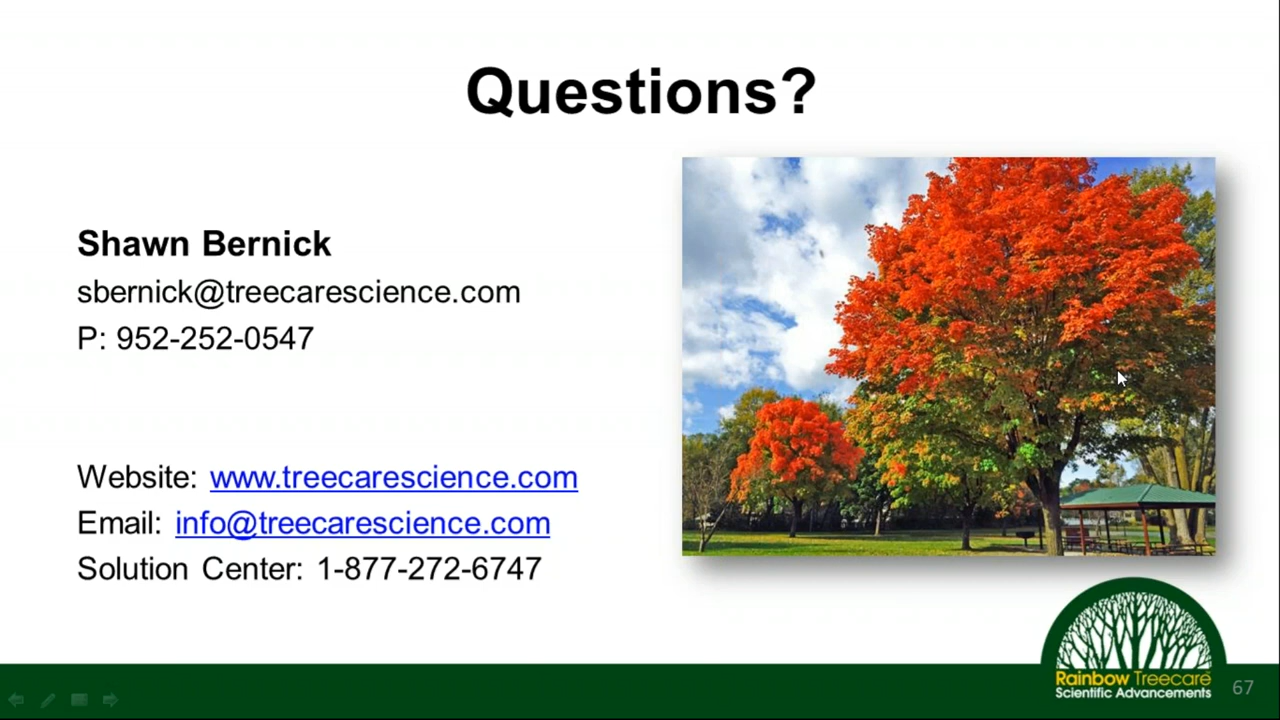 Questions?
Shawn Bernick
sbernick@treecarescience.com
P: 952-252-0547
Website: www.treecarescience.com
Email: info@treecarescience.com
Solution Center: 1-877-272-6747
Rainbow Treecare
Scientific Advancements
67